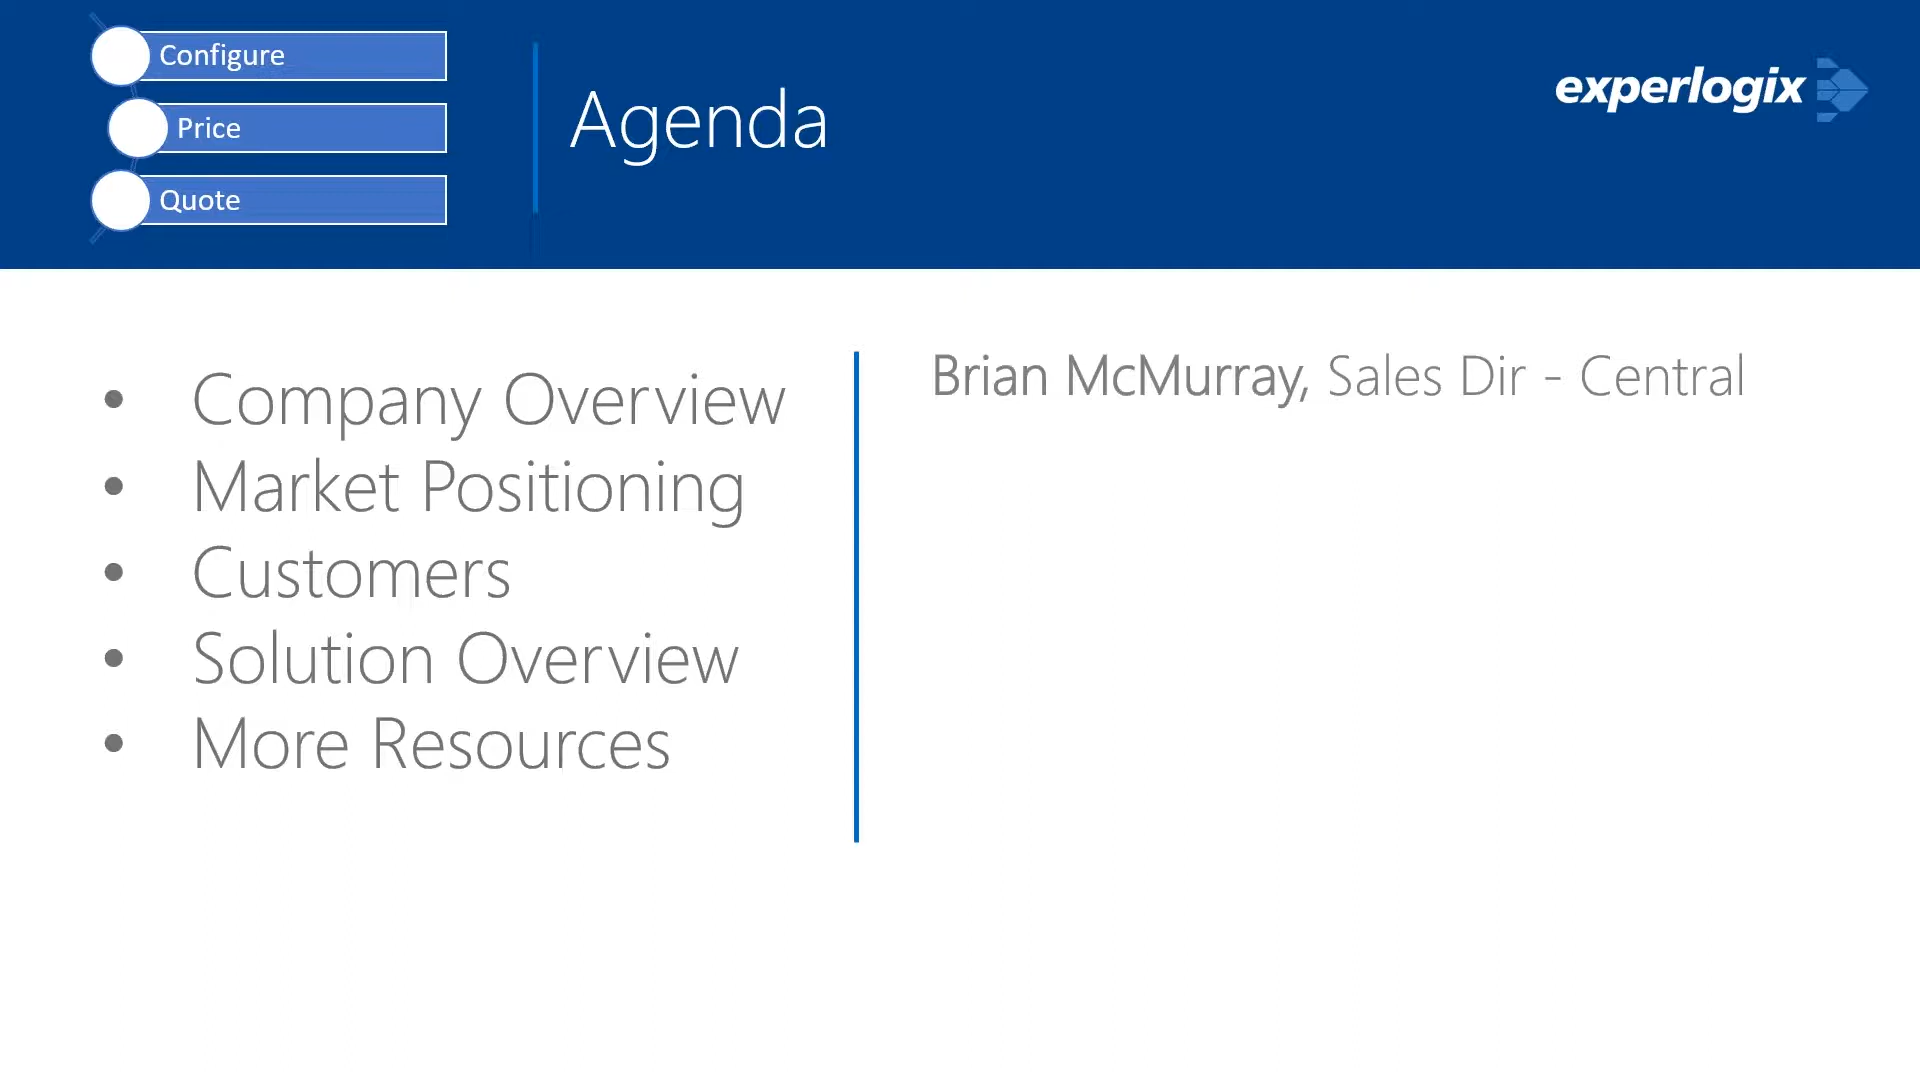 Configure
Price
Quote
Agenda
experlogix
• Company Overview
• Market Positioning
• Customers
• Solution Overview
• More Resources
Brian McMurray, Sales Dir - Central